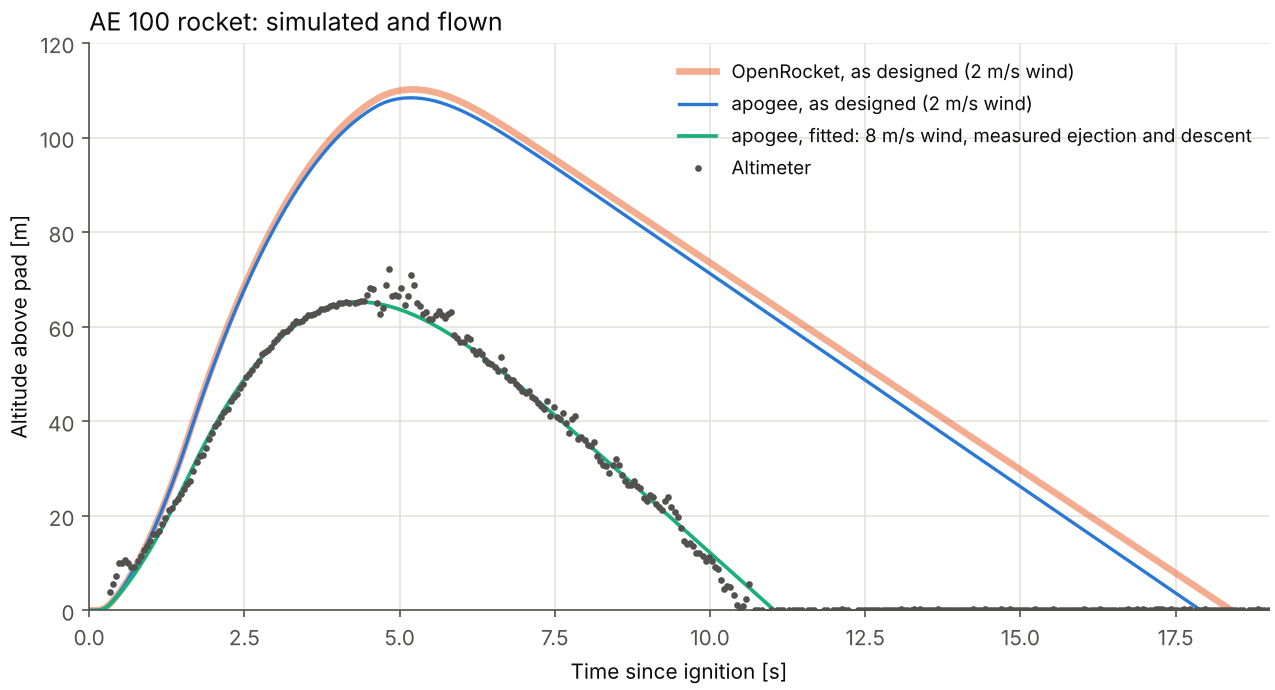 AE 100 rocket: simulated and flown
120
100
80
60
40
20
0
Altitude above pad [m]
OpenRocket, as designed (2 m/s wind)
apogee, as designed (2 m/s wind)
apogee, fitted: 8 m/s wind, measured ejection and descent
Altimeter
0.0 2.5 5.0 7.5 10.0 12.5 15.0 17.5
Time since ignition [s]